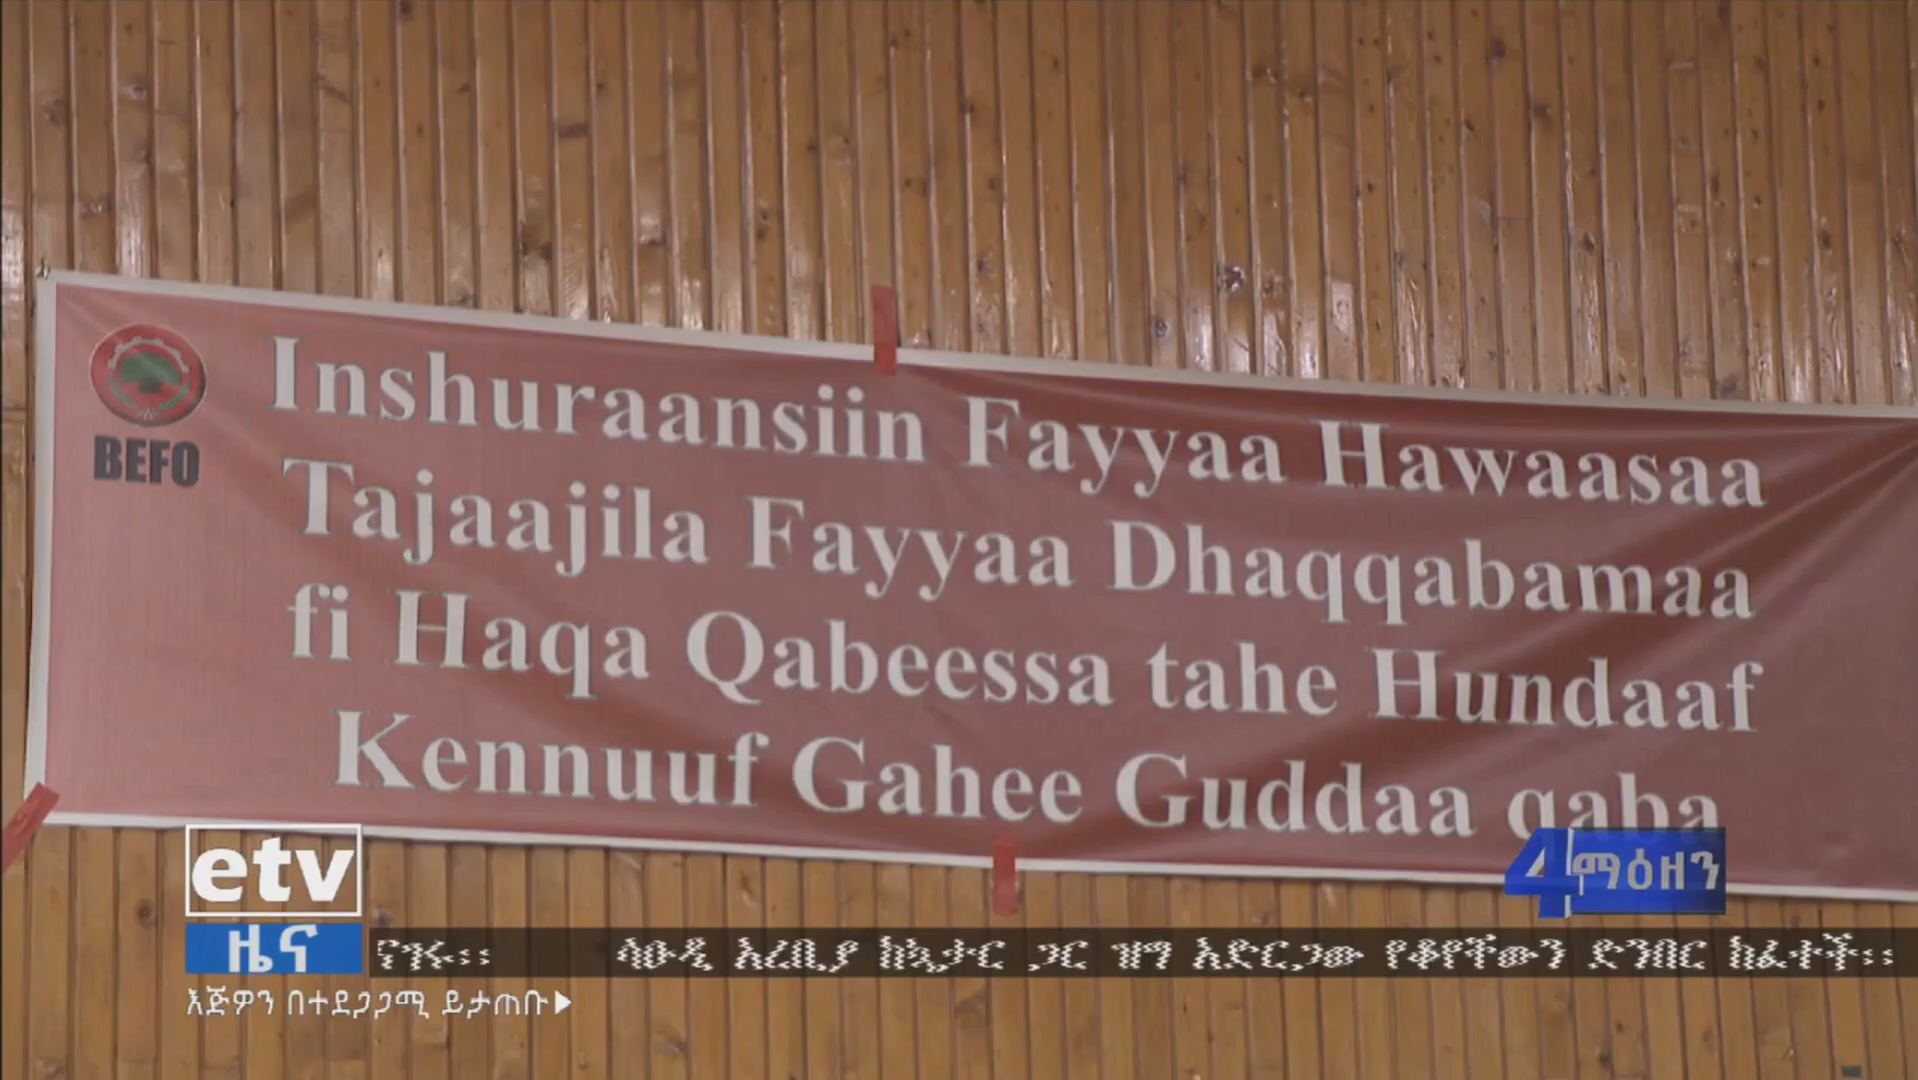 BEFO
Inshuraansiin Fayyaa Hawaasaa
Tajaajila Fayyaa Dhaqqabamaa
fi Haqa Qabeessa tahe Hundaaf
Kennuuf Gahee Guddaa qaba
etv
ዜና
4 ማዕዘን
ናገሩ፡፡ ሳዑዲ አረቢያ ከኳታር ጋር ዝግ አድርጋው የቆየችውን ድንበር ከፈተች፡፡
እጅዎን በተደጋጋሚ ይታጠቡ